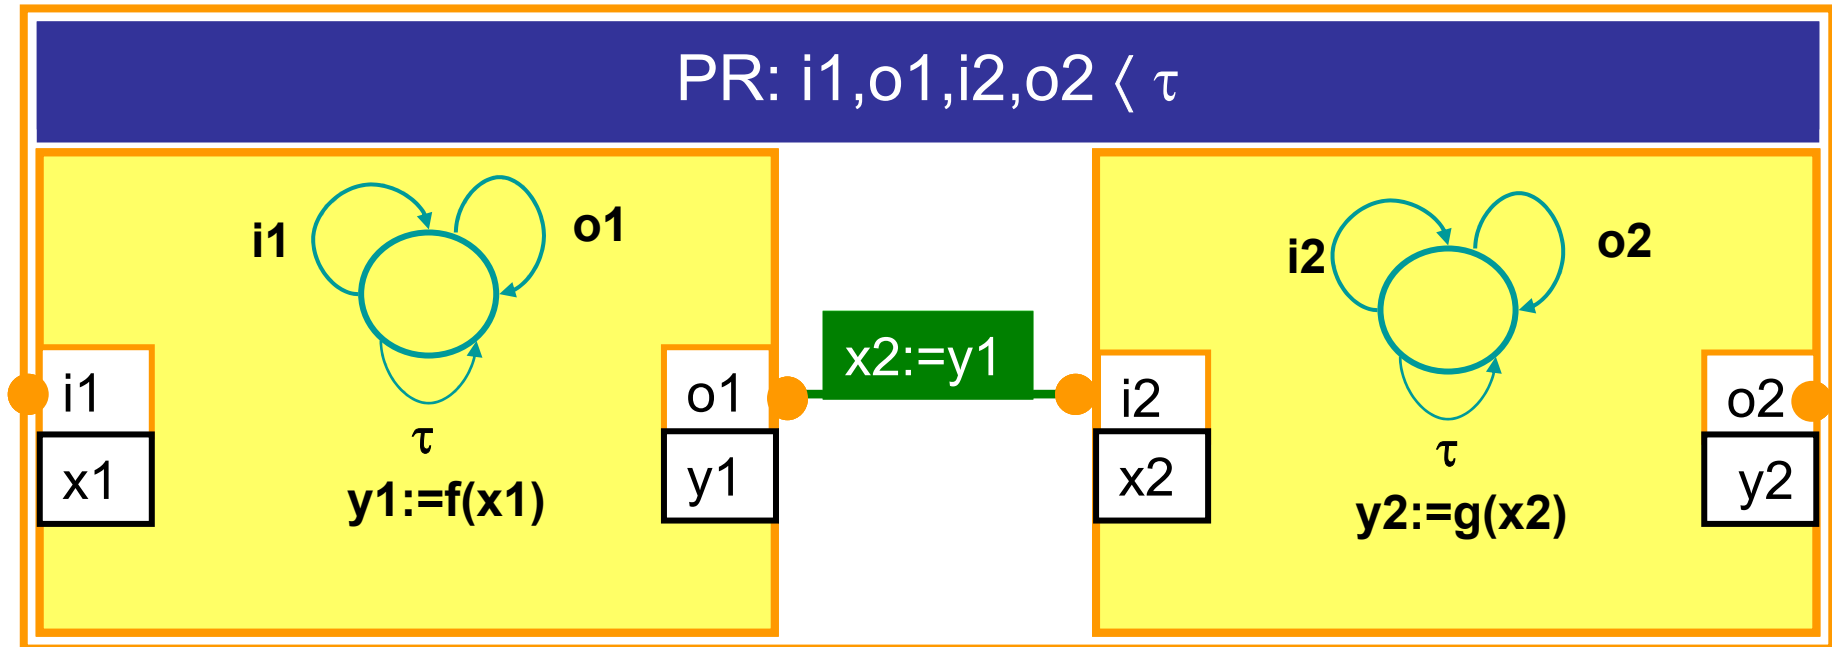 PR: i1,o1,i2,o2 〈 τ
i1
o1
τ
y1:=f(x1)
i1
x1
o1
y1
x2:=y1
i2
o2
τ
y2:=g(x2)
i2
x2
o2
y2